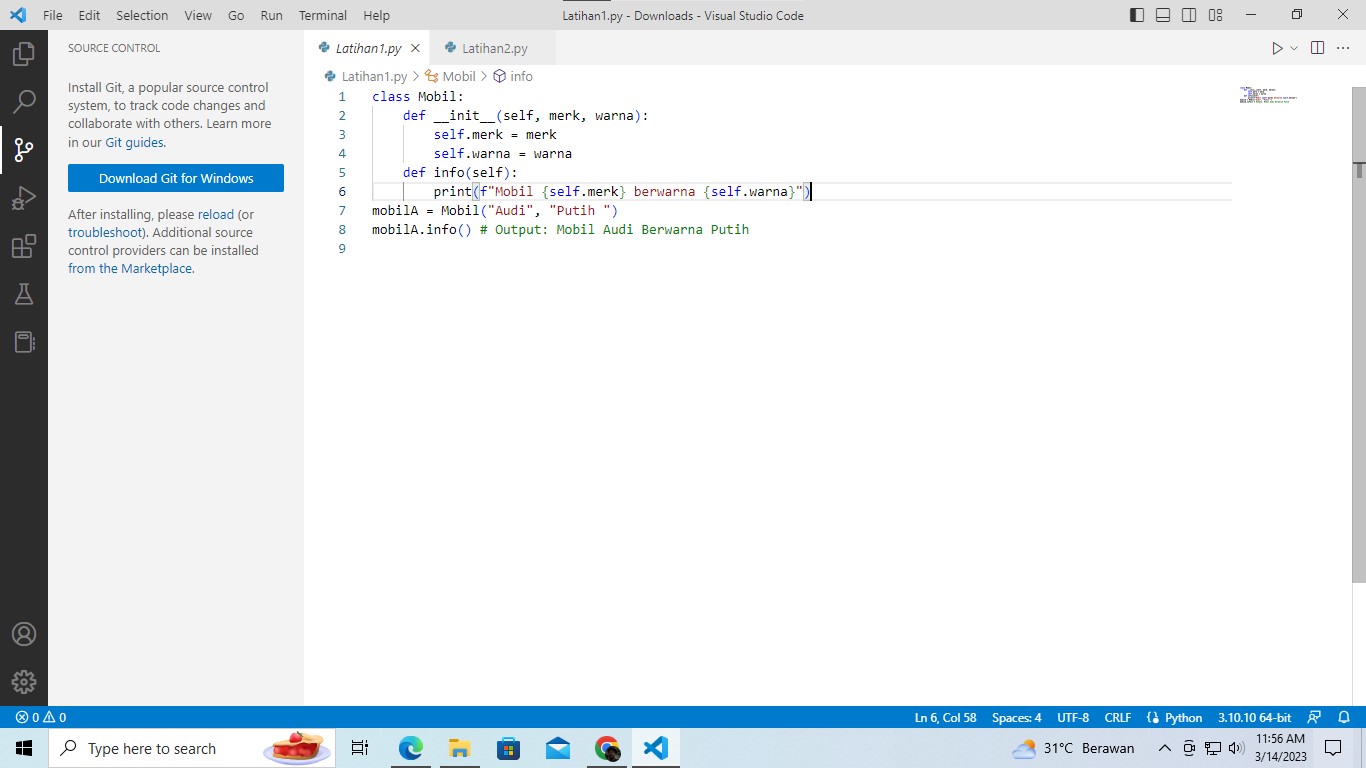 File Edit Selection View Go Run Terminal Help
Latihan1.py - Downloads - Visual Studio Code
SOURCE CONTROL
Install Git, a popular source control
system, to track code changes and
collaborate with others. Learn more
in our Git guides.
Download Git for Windows
After installing, please reload (or
troubleshoot). Additional source
control providers can be installed
from the Marketplace.
Latihan1.py
Latihan2.py
Latihan1.py > Mobil > info
1 class Mobil:
2 def __init__(self, merk, warna):
3 self.merk = merk
4 self.warna = warna
5 def info(self):
6 print(f"Mobil {self.merk} berwarna {self.warna}")
7 mobilA = Mobil("Audi", "Putih ")
8 mobilA.info() # Output: Mobil Audi Berwarna Putih
9
0 0
Ln 6, Col 58 Spaces: 4 UTF-8 CRLF Python 3.10.10 64-bit
Type here to search
31°C Berawan
11:56 AM
3/14/2023